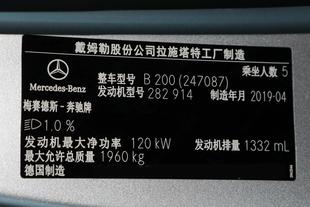 戴姆勒股份公司拉施塔特工厂制造
乘坐人数 5
Mercedes-Benz
整车型号 B 200 (247087)
发动机型号 282 914
制造年月 2019-04
梅赛德斯-奔驰牌
1.0 %
发动机最大净功率 120 kW
发动机排量 1332 mL
最大允许总质量 1960 kg
德国制造